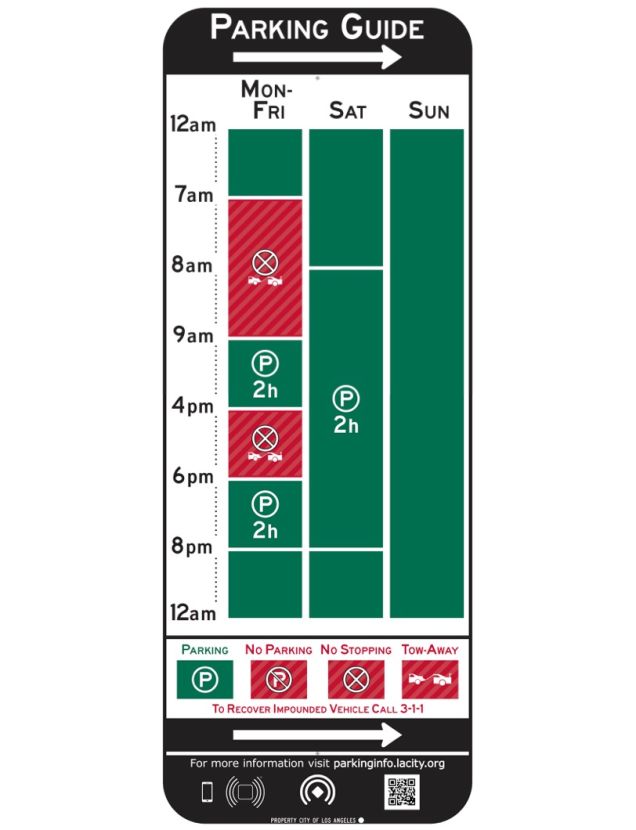 PARKING GUIDE
MON-
FRI
SAT
SUN
12am
7am
8am
9am
P
2h
P
2h
4pm
6pm
P
2h
8pm
12am
PARKING NO PARKING NO STOPPING TOW-AWAY
P P
TO RECOVER IMPOUNDED VEHICLE CALL 3-1-1
For more information visit parkinginfo.lacity.org
PROPERTY CITY OF LOS ANGELES